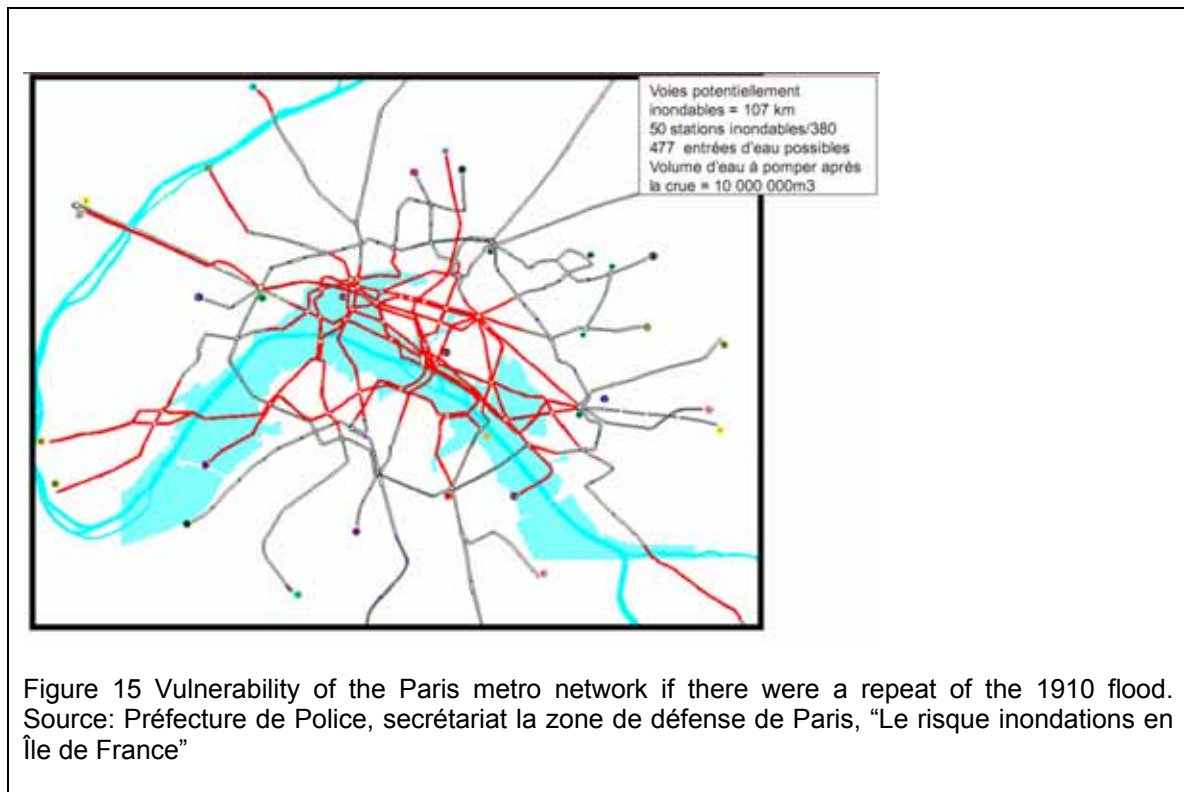 Voies potentiellement
inondables = 107 km
50 stations inondables/380
477 entrées d'eau possibles
Volume d'eau à pomper après
la crue = 10 000 000m3
Figure 15 Vulnerability of the Paris metro network if there were a repeat of the 1910 flood.
Source: Préfecture de Police, secrétariat la zone de défense de Paris, “Le risque inondations en
Île de France”